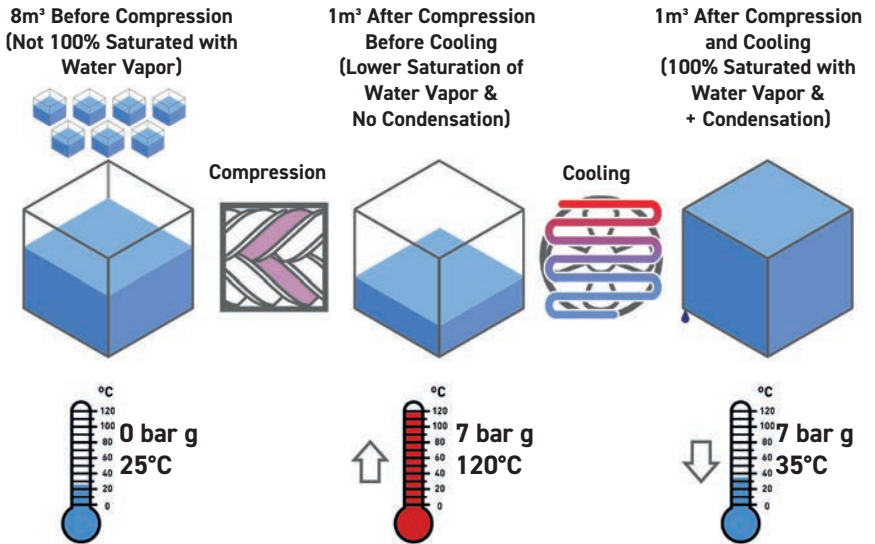 8m³ Before Compression
(Not 100% Saturated with
Water Vapor)
1m³ After Compression
Before Cooling
(Lower Saturation of
Water Vapor &
No Condensation)
1m³ After Compression
and Cooling
(100% Saturated with
Water Vapor &
+ Condensation)
Compression
Cooling
ºC
120
100
80
60
40
20
0
0 bar g
25°C
ºC
120
100
80
60
40
20
0
7 bar g
120°C
ºC
120
100
80
60
40
20
0
7 bar g
35°C